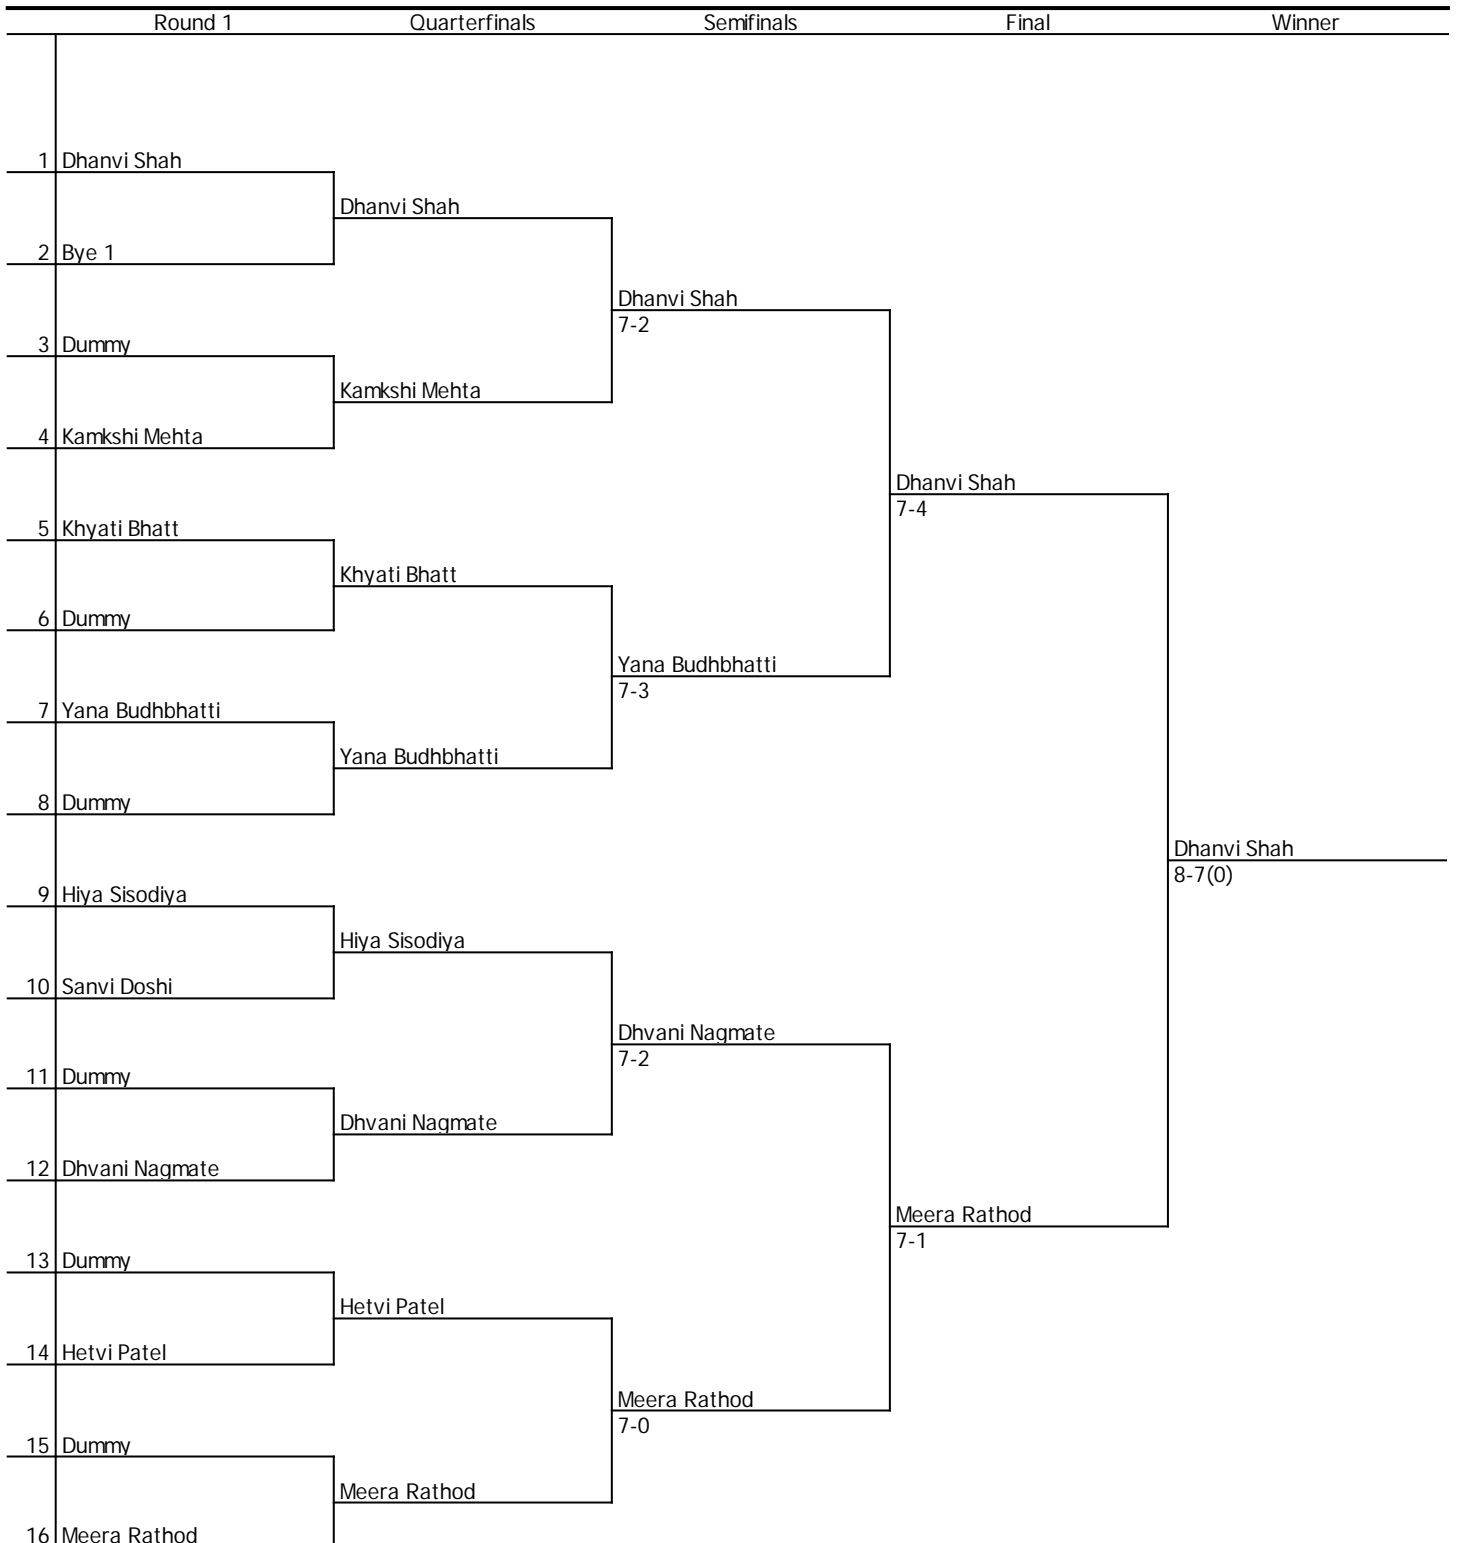 Round 1 Quarterfinals Semifinals Final Winner
1 Dhanvi Shah
Dhanvi Shah
2 Bye 1
Dhanvi Shah
7-2
3 Dummy
Kamkshi Mehta
4 Kamkshi Mehta
Dhanvi Shah
7-4
5 Khyati Bhatt
Khyati Bhatt
6 Dummy
Yana Budhbhatti
7-3
7 Yana Budhbhatti
Yana Budhbhatti
8 Dummy
Dhanvi Shah
8-7(0)
9 Hiya Sisodiya
Hiya Sisodiya
10 Sanvi Doshi
Dhvani Nagmate
7-2
11 Dummy
Dhvani Nagmate
12 Dhvani Nagmate
Meera Rathod
7-1
13 Dummy
Hetvi Patel
14 Hetvi Patel
Meera Rathod
7-0
15 Dummy
Meera Rathod
16 Meera Rathod